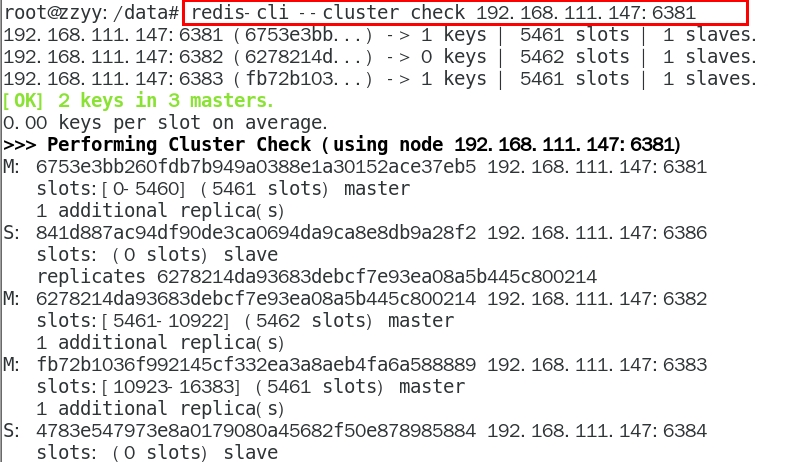 root@zzyy:/data# redis-cli --cluster check 192.168.111.147:6381
192.168.111.147:6381 (6753e3bb...) -> 1 keys | 5461 slots | 1 slaves.
192.168.111.147:6382 (6278214d...) -> 0 keys | 5462 slots | 1 slaves.
192.168.111.147:6383 (fb72b103...) -> 1 keys | 5461 slots | 1 slaves.
[OK] 2 keys in 3 masters.
0.00 keys per slot on average.
>>> Performing Cluster Check (using node 192.168.111.147:6381)
M: 6753e3bb260fdb7b949a0388e1a30152ace37eb5 192.168.111.147:6381
slots:[0-5460] (5461 slots) master
1 additional replica(s)
S: 841d887ac94df90de3ca0694da9ca8e8db9a28f2 192.168.111.147:6386
slots: (0 slots) slave
replicates 6278214da93683debcf7e93ea08a5b445c800214
M: 6278214da93683debcf7e93ea08a5b445c800214 192.168.111.147:6382
slots:[5461-10922] (5462 slots) master
1 additional replica(s)
M: fb72b1036f992145cf332ea3a8aeb4fa6a588889 192.168.111.147:6383
slots:[10923-16383] (5461 slots) master
1 additional replica(s)
S: 4783e547973e8a0179080a45682f50e878985884 192.168.111.147:6384
slots: (0 slots) slave